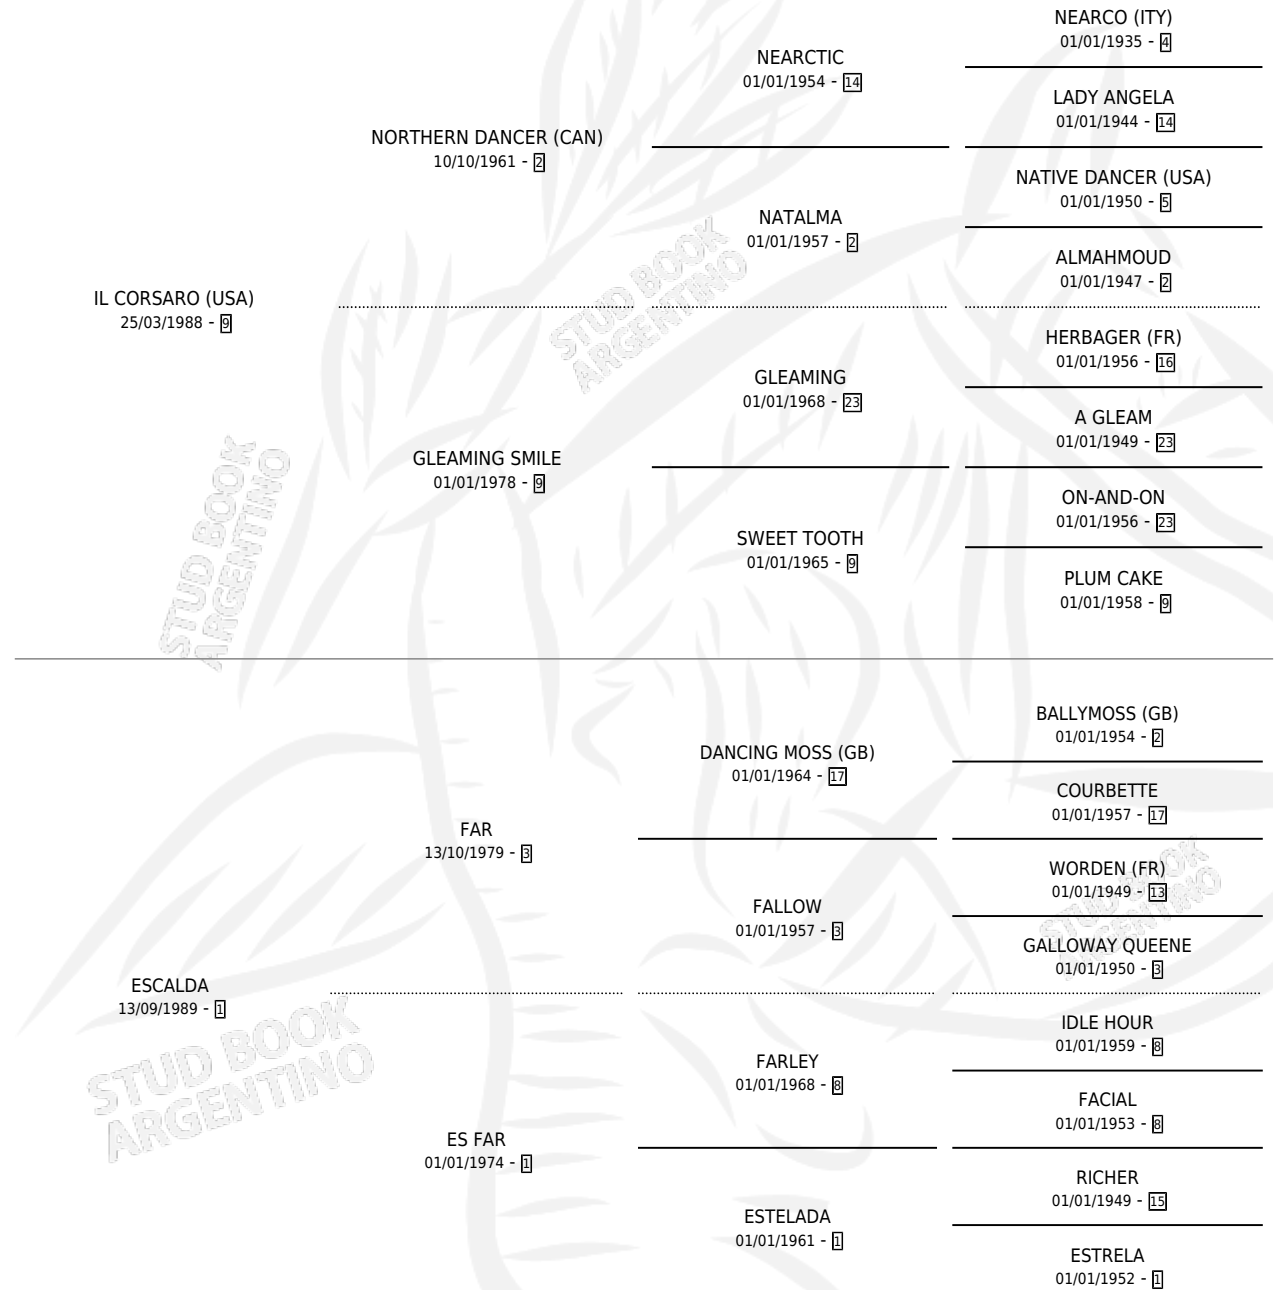 NEARCO (ITY)
01/01/1935 - 4
NEARCTIC
01/01/1954 - 14
LADY ANGELA
01/01/1944 - 14
NORTHERN DANCER (CAN)
10/10/1961 - 2
NATIVE DANCER (USA)
01/01/1950 - 5
NATALMA
01/01/1957 - 2
ALMAHMOUD
01/01/1947 - 2
IL CORSARO (USA)
25/03/1988 - 9
HERBAGER (FR)
01/01/1956 - 16
GLEAMING
01/01/1968 - 23
A GLEAM
01/01/1949 - 23
GLEAMING SMILE
01/01/1978 - 9
ON-AND-ON
01/01/1956 - 23
SWEET TOOTH
01/01/1965 - 9
PLUM CAKE
01/01/1958 - 9
BALLYMOSS (GB)
01/01/1954 - 2
DANCING MOSS (GB)
01/01/1964 - 17
COURBETTE
01/01/1957 - 17
FAR
13/10/1979 - 3
WORDEN (FR)
01/01/1949 - 13
FALLOW
01/01/1957 - 3
GALLOWAY QUEENE
01/01/1950 - 3
ESCALDA
13/09/1989 - 1
IDLE HOUR
01/01/1959 - 8
FARLEY
01/01/1968 - 8
FACIAL
01/01/1953 - 8
ES FAR
01/01/1974 - 1
RICHER
01/01/1949 - 15
ESTELADA
01/01/1961 - 1
ESTRELA
01/01/1952 - 1
STUD BOOK
ARGENTINO
STUD BOOK
ARGENTINO
STUD BOOK
ARGENTINO
STUD BOOK
ARGENTINO